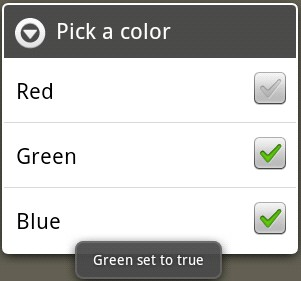 Pick a color
Red
Green
Blue
Green set to true